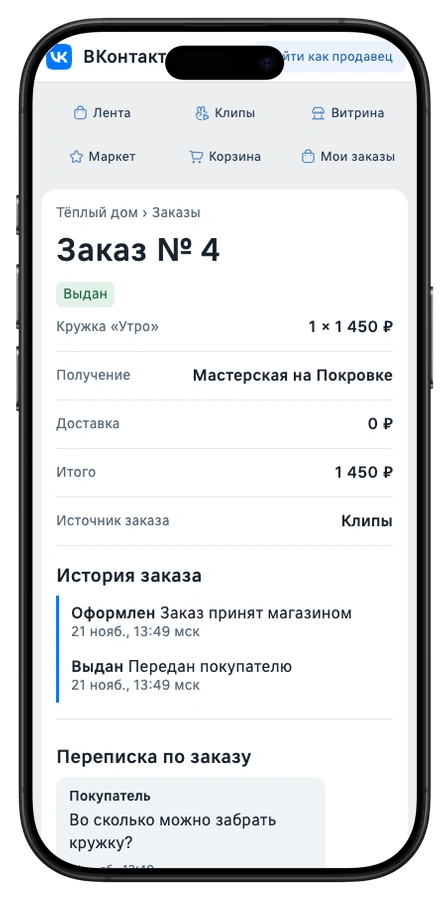 ВКонтакт
йти как продавец
Лента
Клипы
Витрина
Маркет
Корзина
Мои заказы
Тёплый дом › Заказы
Заказ № 4
Выдан
Кружка «Утро» 1 × 1 450 ₽
Получение Мастерская на Покровке
Доставка 0 ₽
Итого 1 450 ₽
Источник заказа Клипы
История заказа
Оформлен Заказ принят магазином
21 нояб., 13:49 мск
Выдан Передан покупателю
21 нояб., 13:49 мск
Переписка по заказу
Покупатель
Во сколько можно забрать
кружку?